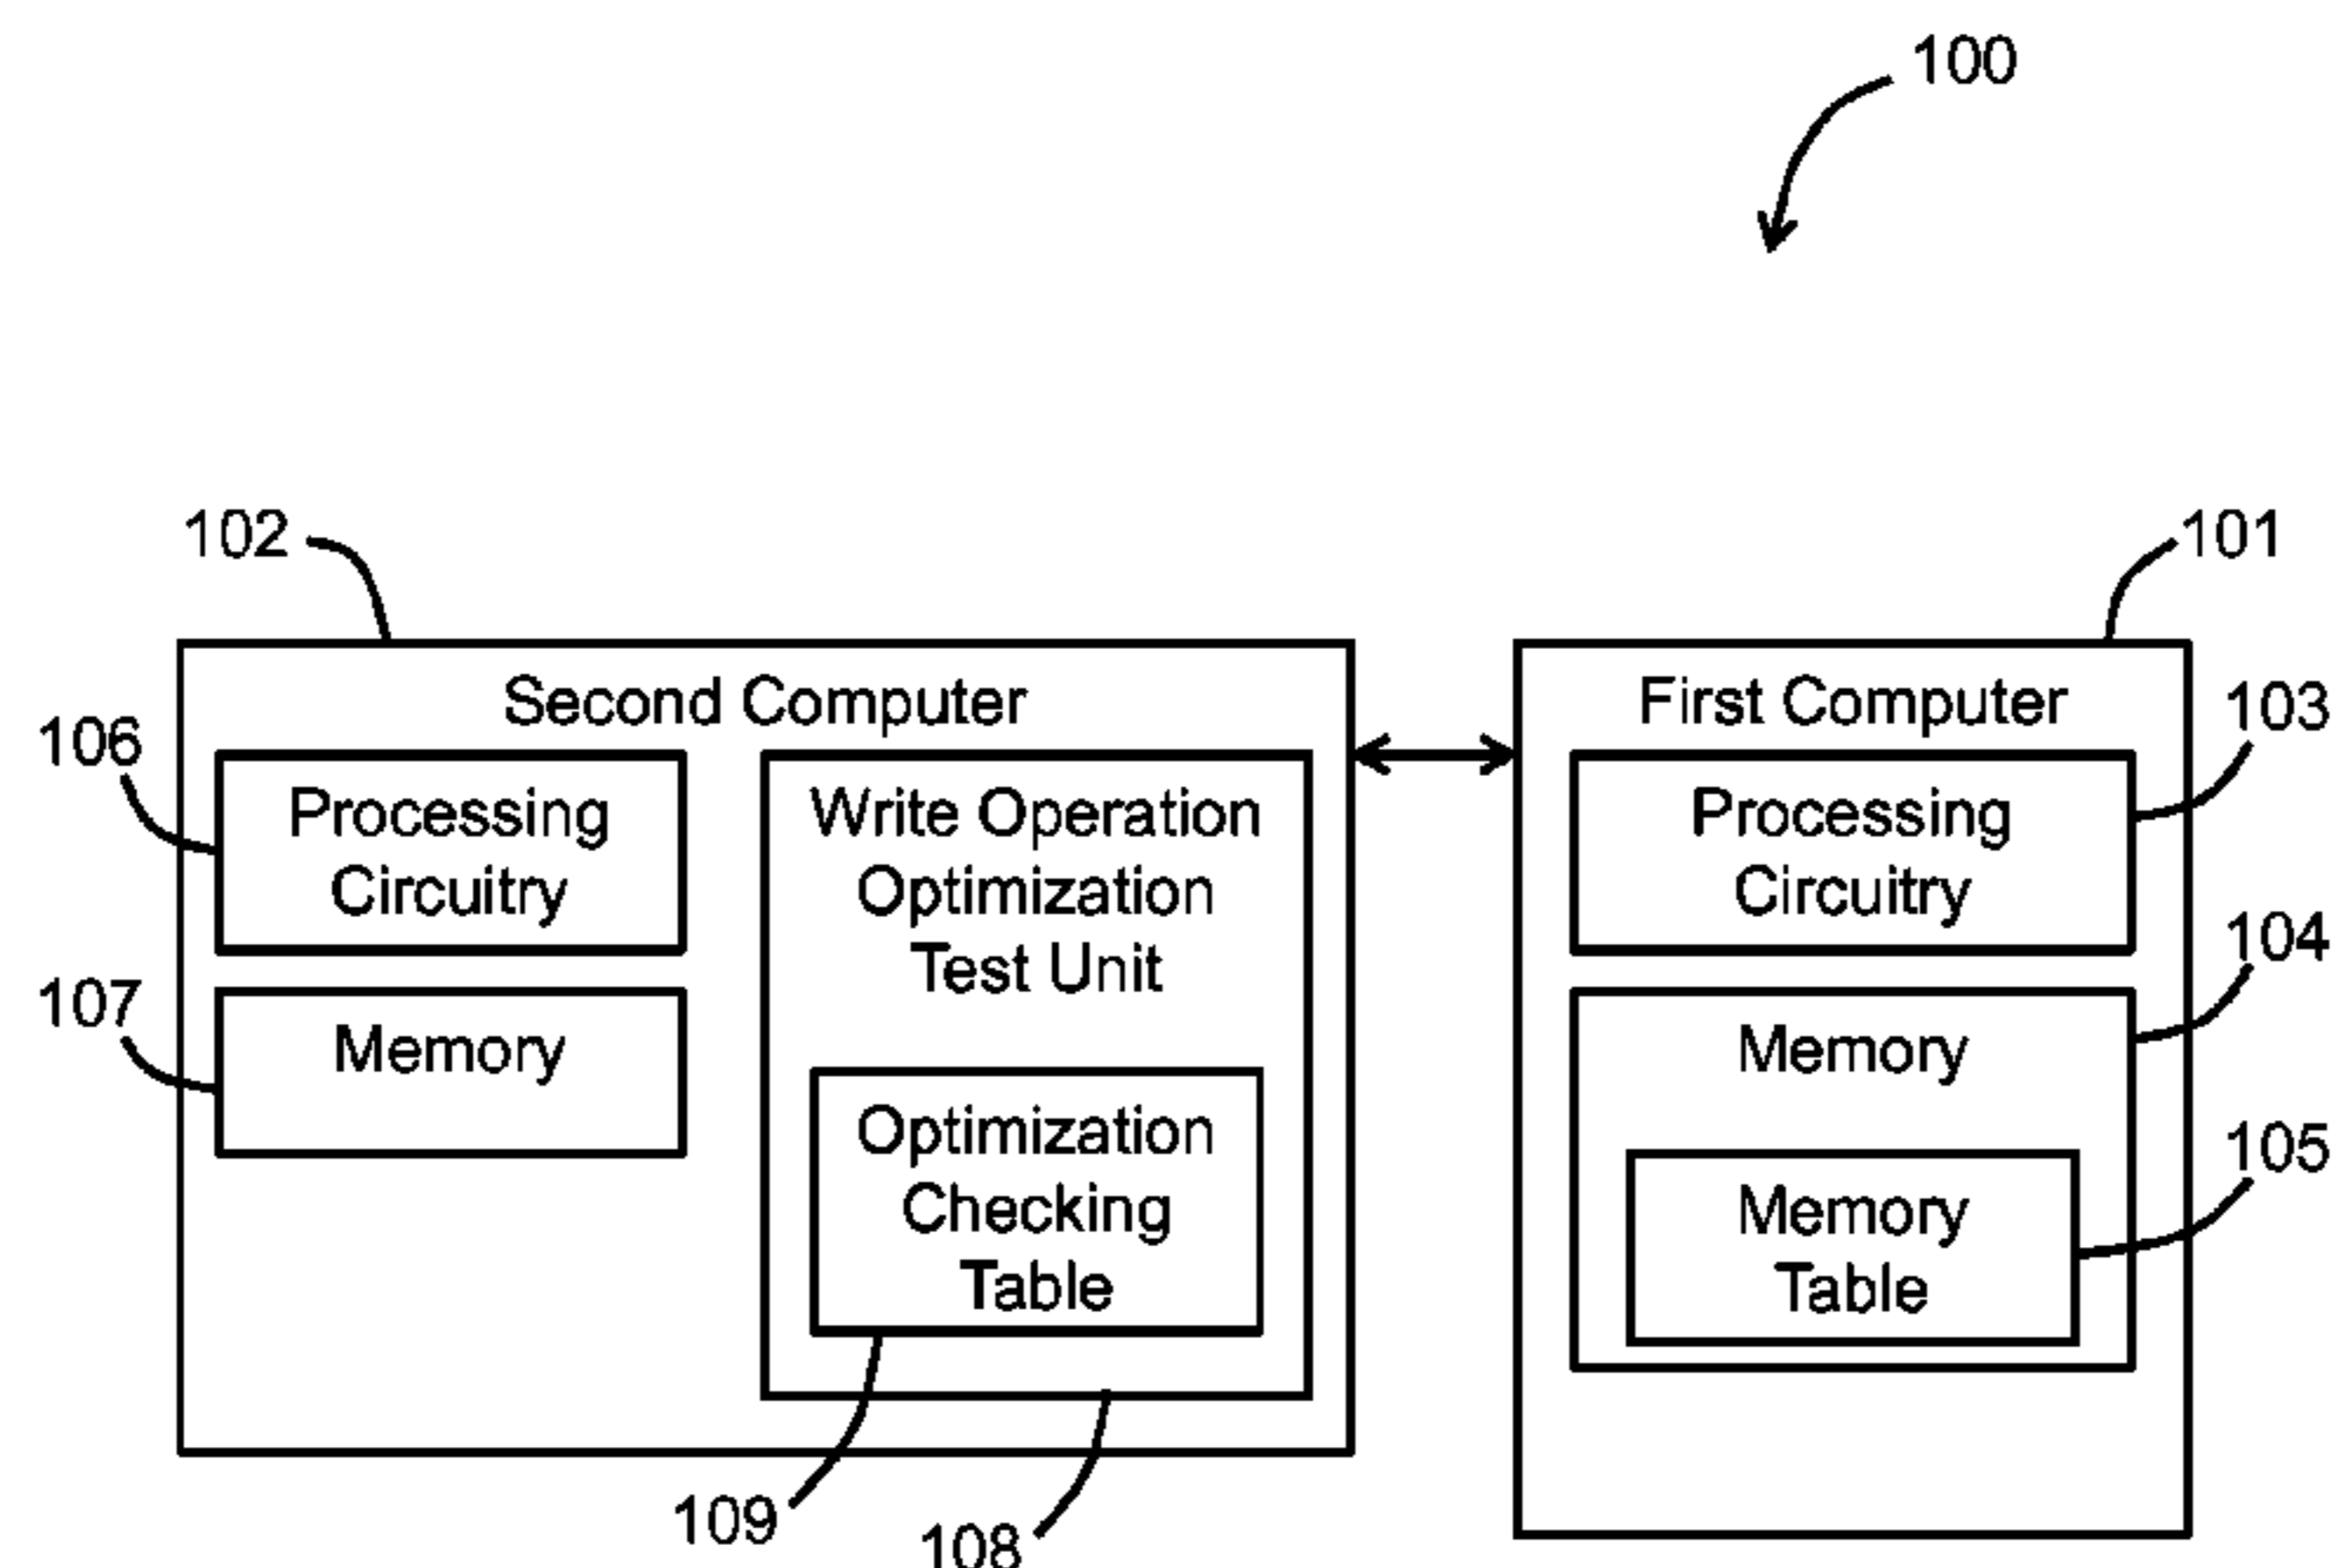 100
102
101
Second Computer
First Computer
106
103
Processing
Circuitry
Write Operation
Optimization
Test Unit
Processing
Circuitry
104
107
Memory
Memory
Optimization
Checking
Table
105
Memory
Table
109
108